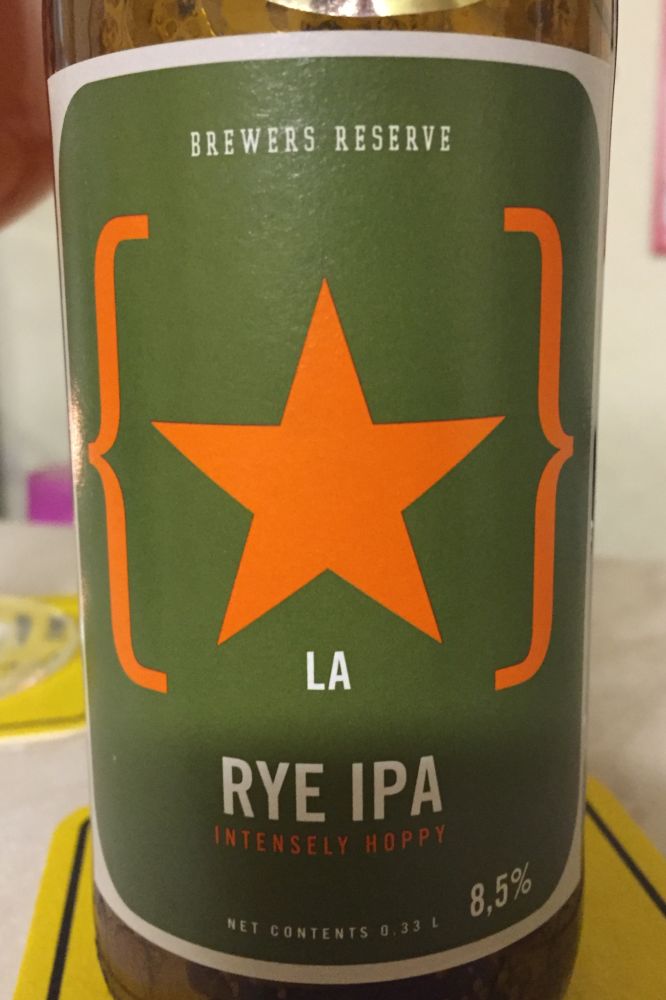 BREWERS RESERVE
LA
RYE IPA
INTENSELY HOPPY
8,5%
NET CONTENTS 0.33 L